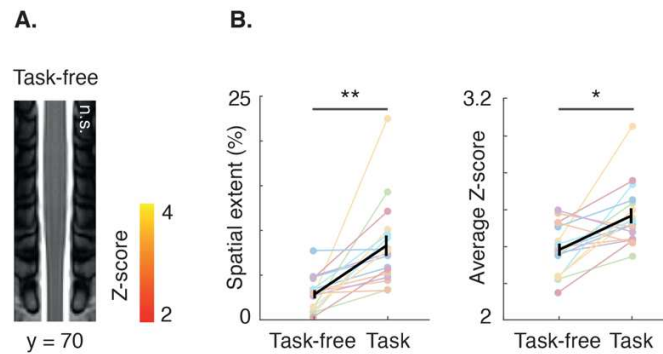 A.
Task-free
n.s.
Z-score
4
2
y = 70
B.
Spatial extent (%)
25
0
**
Task-free Task
Average Z-score
3.2
2
*
Task-free Task